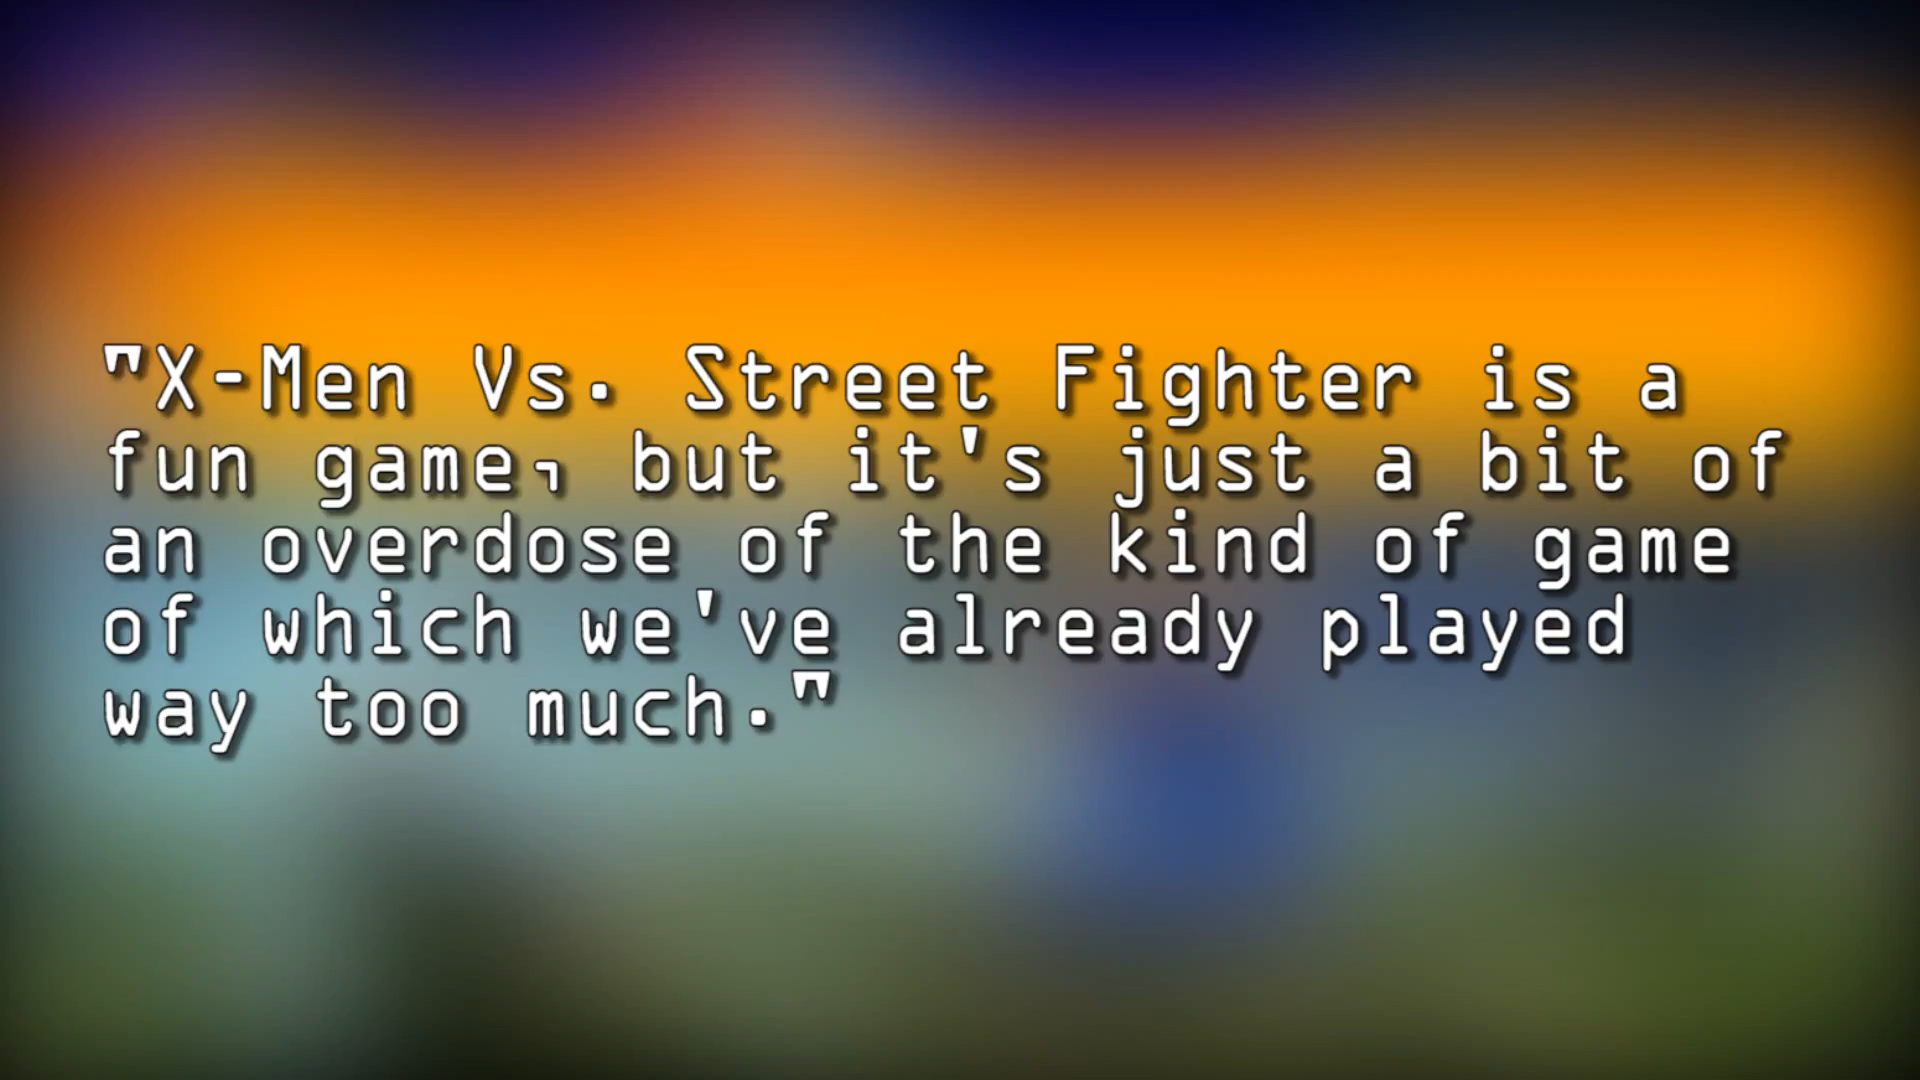 "X-Men Vs. Street Fighter is a
fun game, but it's just a bit of
an overdose of the kind of game
of which we've already played
way too much."